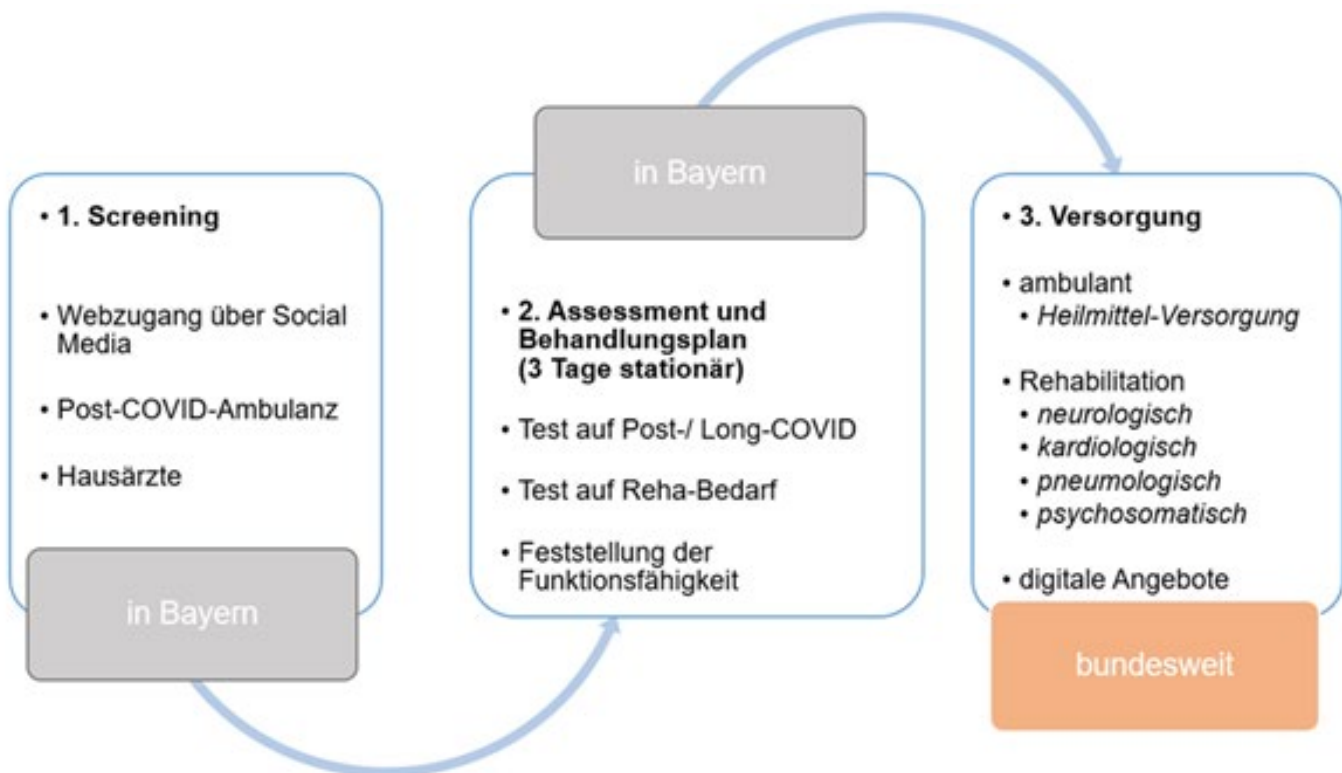 • 1. Screening
• Webzugang über Social
Media
• Post-COVID-Ambulanz
• Hausärzte
in Bayern
in Bayern
• 2. Assessment und
Behandlungsplan
(3 Tage stationär)
• Test auf Post-/ Long-COVID
• Test auf Reha-Bedarf
• Feststellung der
Funktionsfähigkeit
• 3. Versorgung
• ambulant
• Heilmittel-Versorgung
• Rehabilitation
• neurologisch
• kardiologisch
• pneumologisch
• psychosomatisch
• digitale Angebote
bundesweit